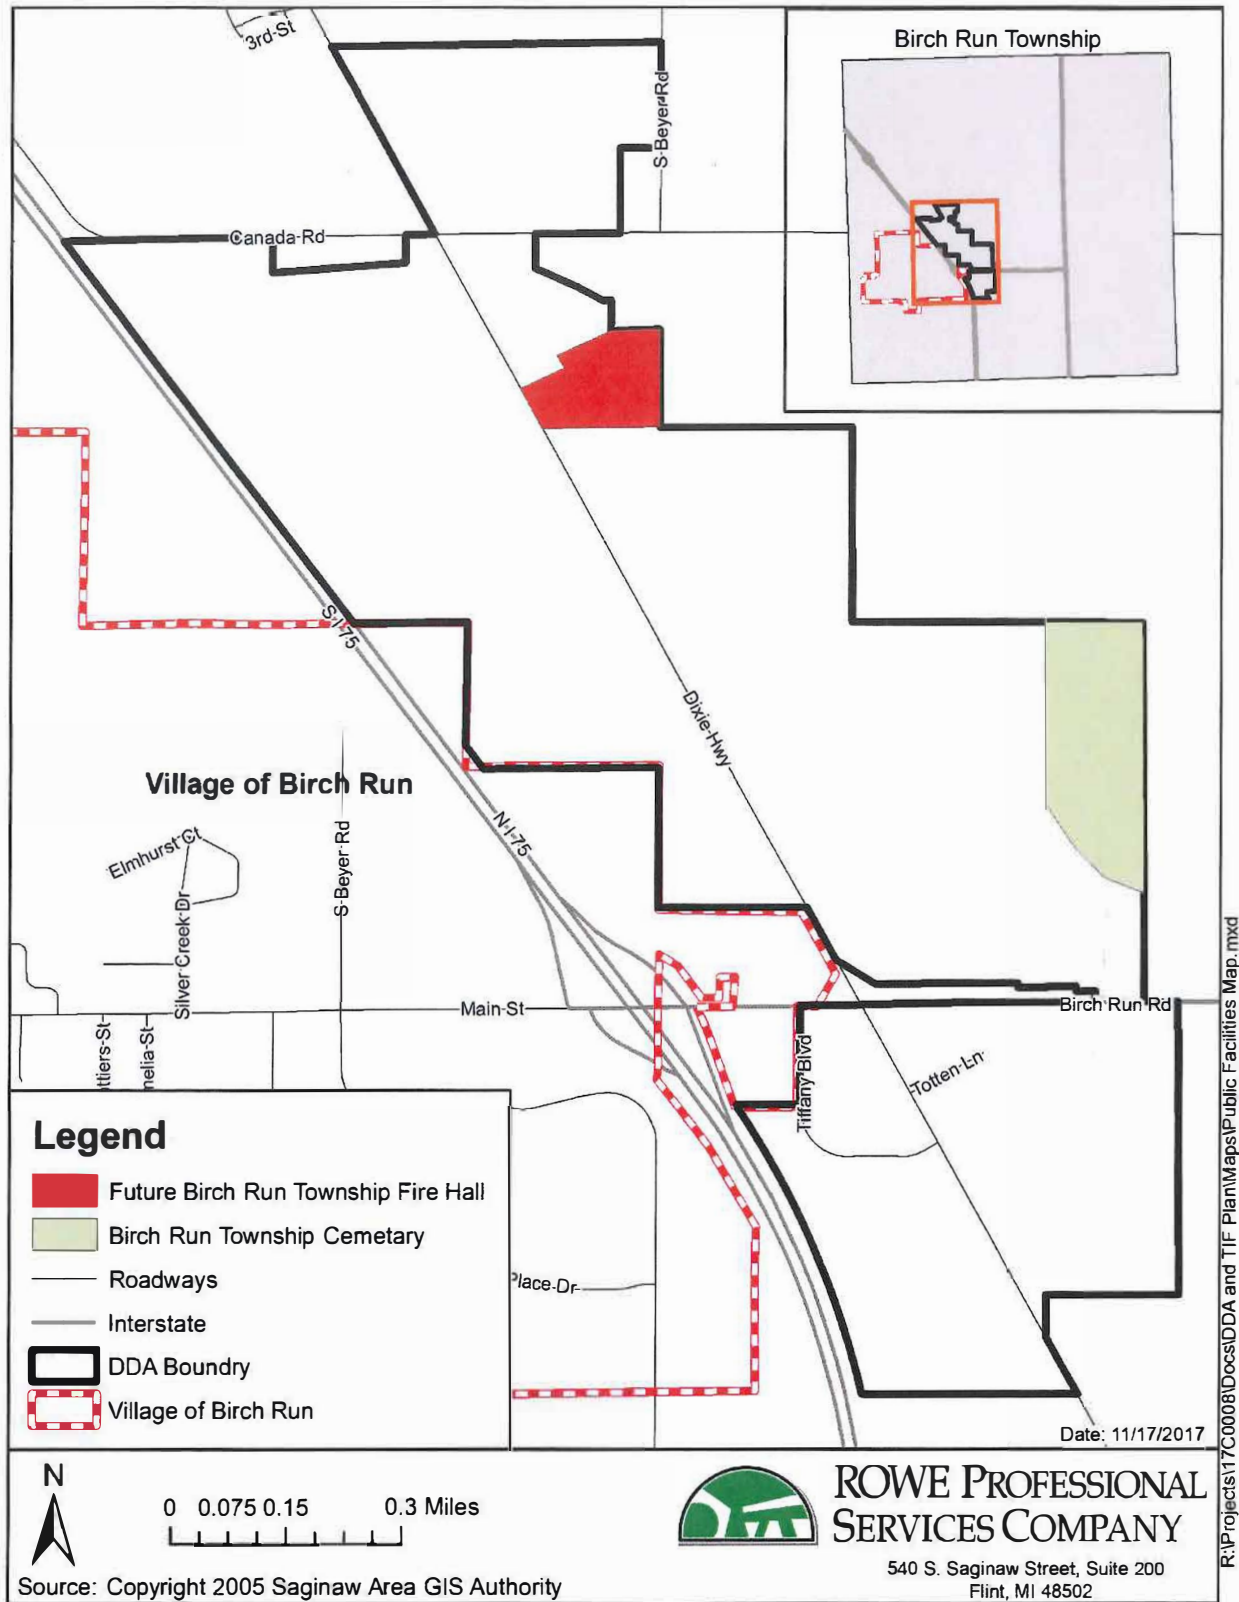 3rd-St
Birch Run Township
S-Beyer-Rd
Canada-Rd
S-I-75
Dixie-Hwy
Village of Birch Run
N-I-75
Elmhurst-Ct
S-Beyer-Rd
Silver-Creek-Dr
Main-St
Birch Run Rd
ttiers-St
nelia-St
Tiffany Blvd
Totten-Ln
Place-Dr
Legend
Future Birch Run Township Fire Hall
Birch Run Township Cemetary
Roadways
Interstate
DDA Boundry
Village of Birch Run
Date: 11/17/2017
N
0 0.075 0.15 0.3 Miles
Source: Copyright 2005 Saginaw Area GIS Authority
ROWE PROFESSIONAL
SERVICES COMPANY
540 S. Saginaw Street, Suite 200
Flint, MI 48502
R:\Projects\17C0008\Docs\DDA and TIF Plan\Maps\Public Facilities Map.mxd